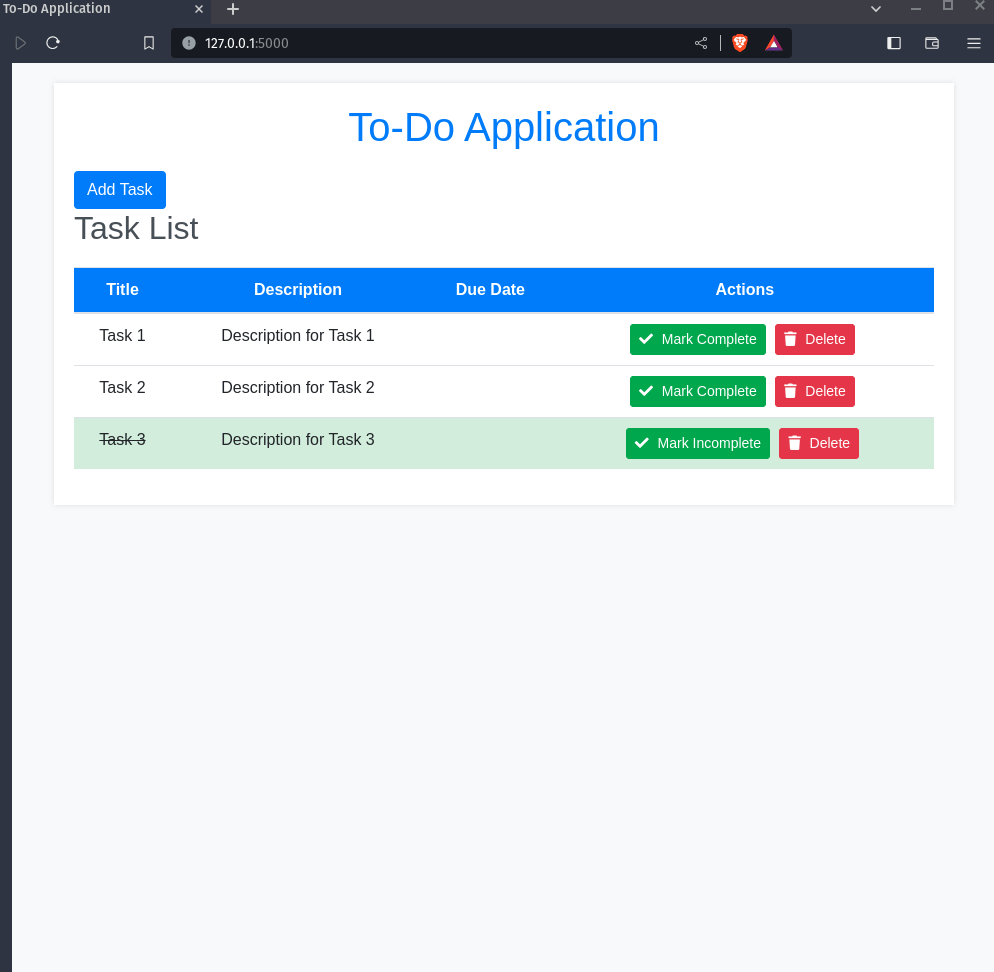 To-Do Application
127.0.0.1:5000
To-Do Application
Add Task
Task List
Title Description Due Date Actions
Task 1 Description for Task 1 Mark Complete Delete
Task 2 Description for Task 2 Mark Complete Delete
Task 3 Description for Task 3 Mark Incomplete Delete